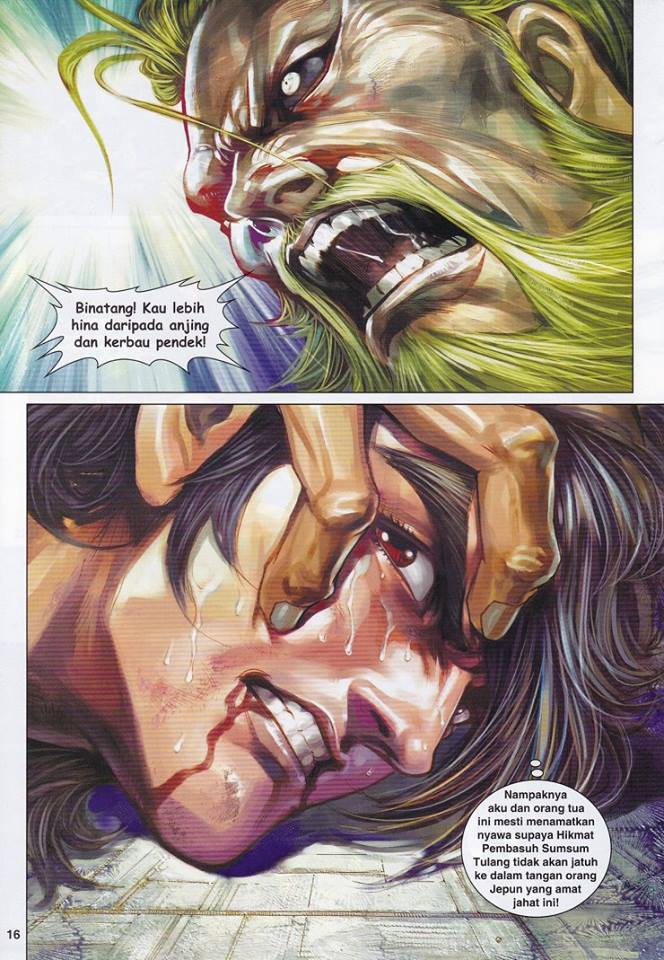 Binatang! Kau lebih
hina daripada anjing
dan kerbau pendek!
Nampaknya
aku dan orang tua
ini mesti menamatkan
nyawa supaya Hikmat
Pembasuh Sumsum
Tulang tidak akan jatuh
ke dalam tangan orang
Jepun yang amat
jahat ini!
16